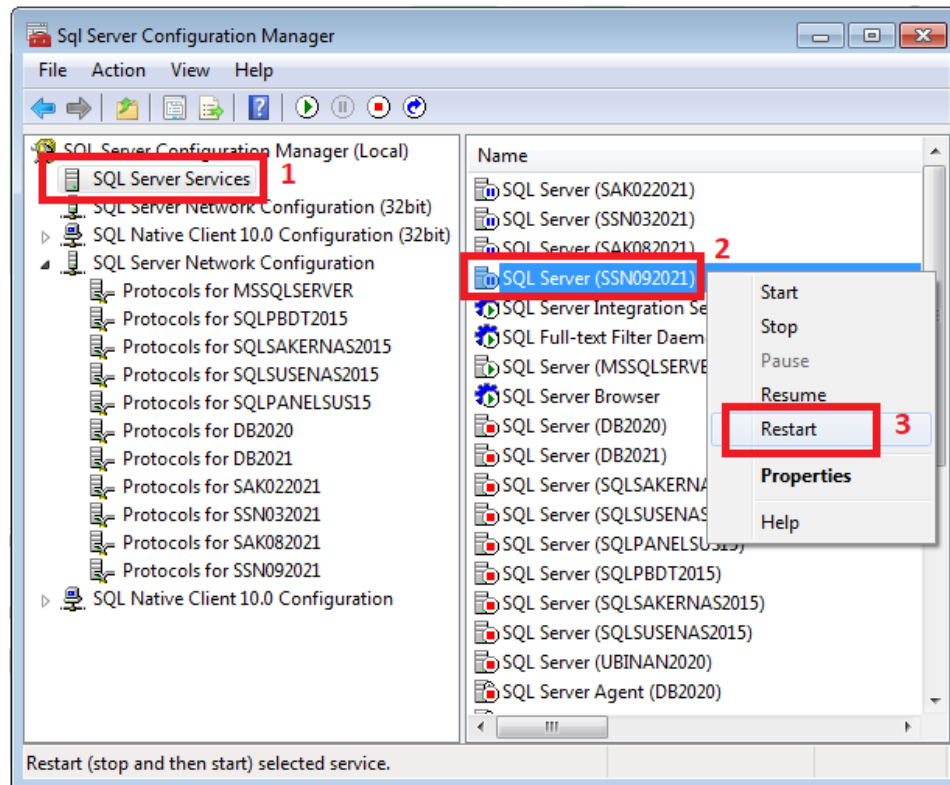 Sql Server Configuration Manager
File Action View Help
SQL Server Configuration Manager (Local)
SQL Server Services
1
SQL Server Network Configuration (32bit)
SQL Native Client 10.0 Configuration (32bit)
SQL Server Network Configuration
Protocols for MSSQLSERVER
Protocols for SQLPBDT2015
Protocols for SQLSAKERNAS2015
Protocols for SQLSUSENAS2015
Protocols for SQLPANELSUS15
Protocols for DB2020
Protocols for DB2021
Protocols for SAK022021
Protocols for SSN032021
Protocols for SAK082021
Protocols for SSN092021
SQL Native Client 10.0 Configuration
Name
SQL Server (SAK022021)
SQL Server (SSN032021)
SQL Server (SAK082021)
2
SQL Server (SSN092021)
SQL Server Integration Se
SQL Full-text Filter Daem
SQL Server (MSSQLSERVE
SQL Server Browser
SQL Server (DB2020)
SQL Server (DB2021)
SQL Server (SQLSAKERNA
SQL Server (SQLSUSENAS
SQL Server (SQLPANELSUS15)
SQL Server (SQLPBDT2015)
SQL Server (SQLSAKERNAS2015)
SQL Server (SQLSUSENAS2015)
SQL Server (UBINAN2020)
SQL Server Agent (DB2020)
Start
Stop
Pause
Resume
Restart
3
Properties
Help
Restart (stop and then start) selected service.